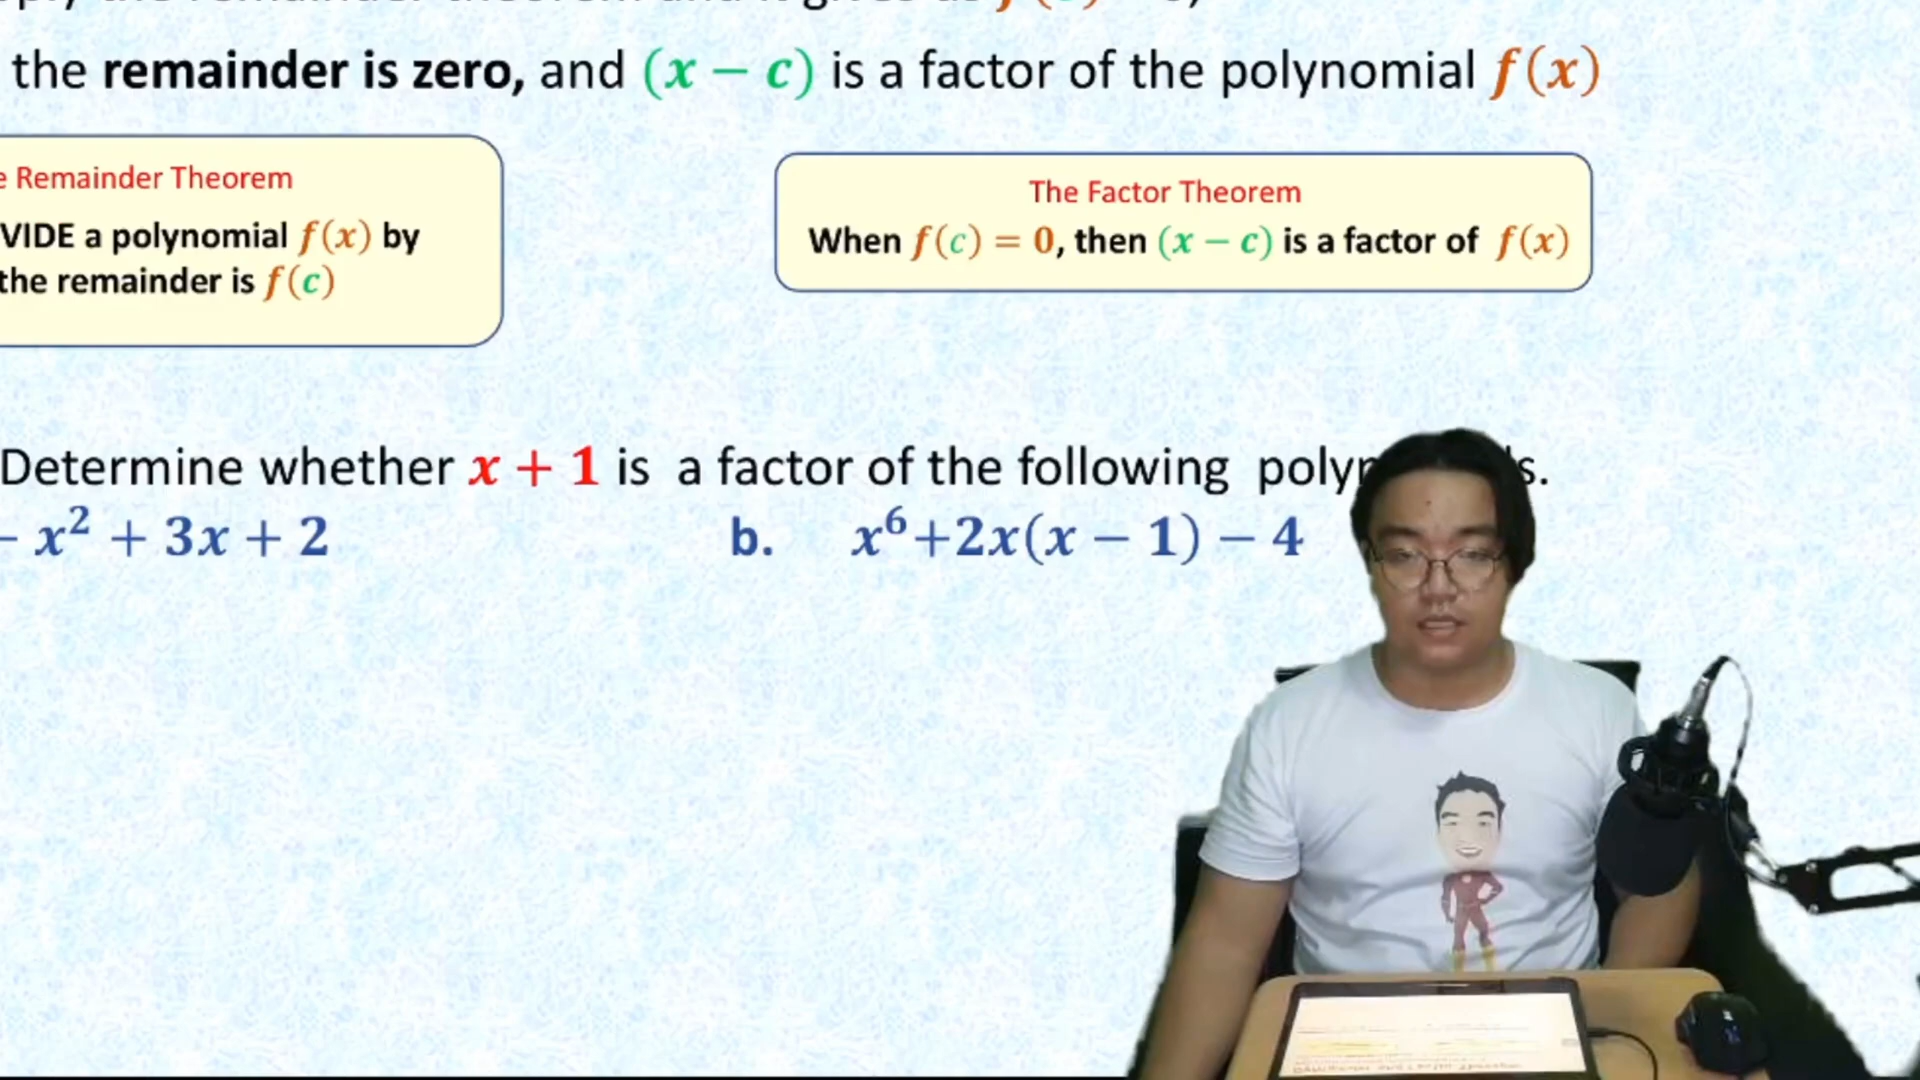 the remainder is zero, and (x − c) is a factor of the polynomial f(x)
Remainder Theorem
VIDE a polynomial f(x) by
the remainder is f(c)
The Factor Theorem
When f(c) = 0, then (x − c) is a factor of f(x)
Determine whether x + 1 is a factor of the following
x² + 3x + 2
b. x⁶+2x(x − 1) − 4